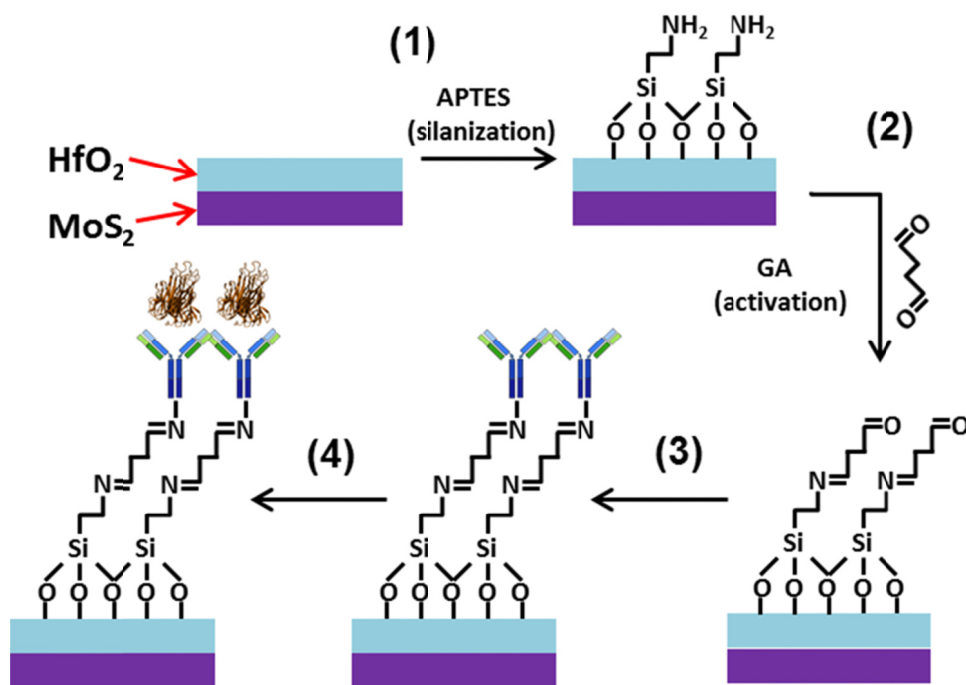 (1)
NH₂ NH₂
APTES
(silanization)
Si Si
O O O O O
(2)
HfO₂
MoS₂
GA
(activation)
O
O
(3)
O O
N N
Si Si
O O O O O
(4)
N N
N N
Si Si
O O O O O
N N
N N
Si Si
O O O O O